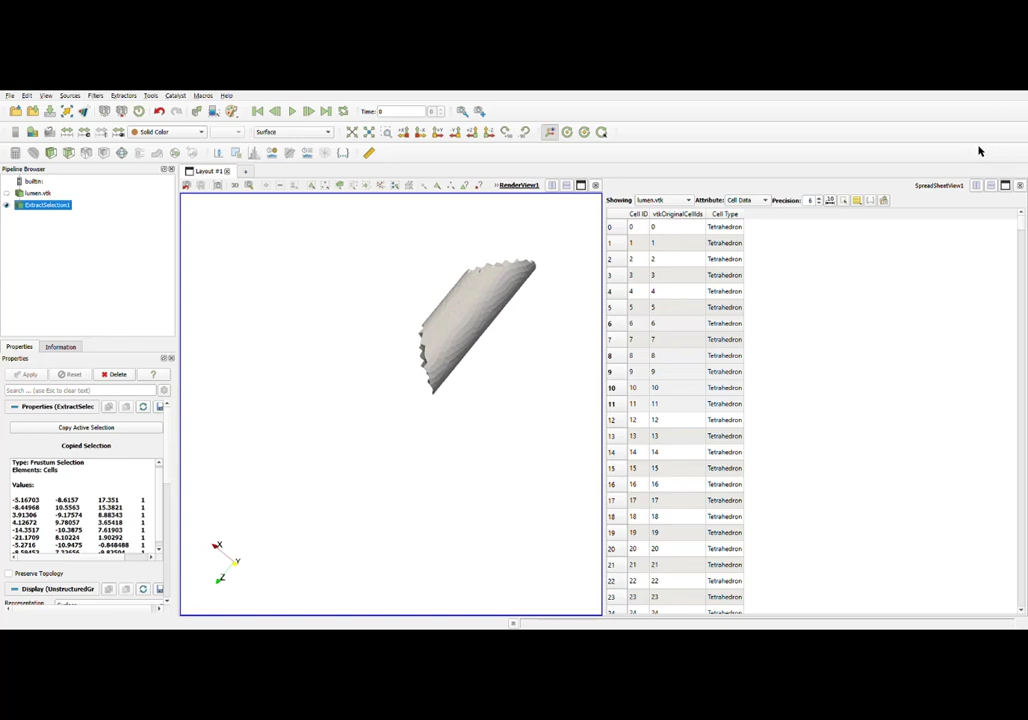 File Edit View Sources Filters Extractors Tools Catalyst Macros Help
Time: 0 0
Solid Color Surface
Pipeline Browser
builtin:
lumen.vtk
ExtractSelection1
Properties Information
Properties
Apply Reset Delete ?
Search ... (use Esc to clear text)
Properties (ExtractSelec
Copy Active Selection
Copied Selection
Type: Frustum Selection
Elements: Cells
Values:
-5.16703 -8.6157 17.351 1
-8.44968 10.5563 15.3821 1
3.91306 -9.17574 8.88343 1
4.12672 9.78057 3.65418 1
-14.3517 -10.3875 7.61903 1
-21.1709 8.10224 1.90292 1
-5.2716 -10.9475 -0.848488 1
Preserve Topology
Display (UnstructuredGr
Layout #1
+
3D
RenderView1
X
Y
Z
SpreadSheetView1
Showing lumen.vtk Attribute: Cell Data Precision: 6
Cell ID vtkOriginalCellIds Cell Type
0 0 0 Tetrahedron
1 1 1 Tetrahedron
2 2 2 Tetrahedron
3 3 3 Tetrahedron
4 4 4 Tetrahedron
5 5 5 Tetrahedron
6 6 6 Tetrahedron
7 7 7 Tetrahedron
8 8 8 Tetrahedron
9 9 9 Tetrahedron
10 10 10 Tetrahedron
11 11 11 Tetrahedron
12 12 12 Tetrahedron
13 13 13 Tetrahedron
14 14 14 Tetrahedron
15 15 15 Tetrahedron
16 16 16 Tetrahedron
17 17 17 Tetrahedron
18 18 18 Tetrahedron
19 19 19 Tetrahedron
20 20 20 Tetrahedron
21 21 21 Tetrahedron
22 22 22 Tetrahedron
23 23 23 Tetrahedron
24 24 24 Tetrahedron